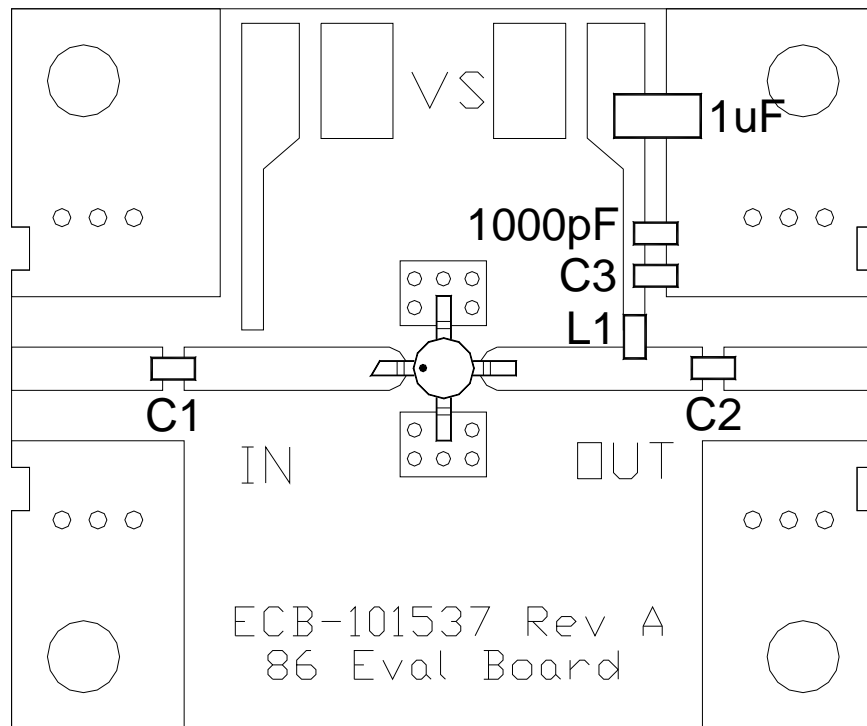 VS
1uF
1000pF
C3
L1
C1
C2
IN
OUT
ECB-101537 Rev A
86 Eval Board